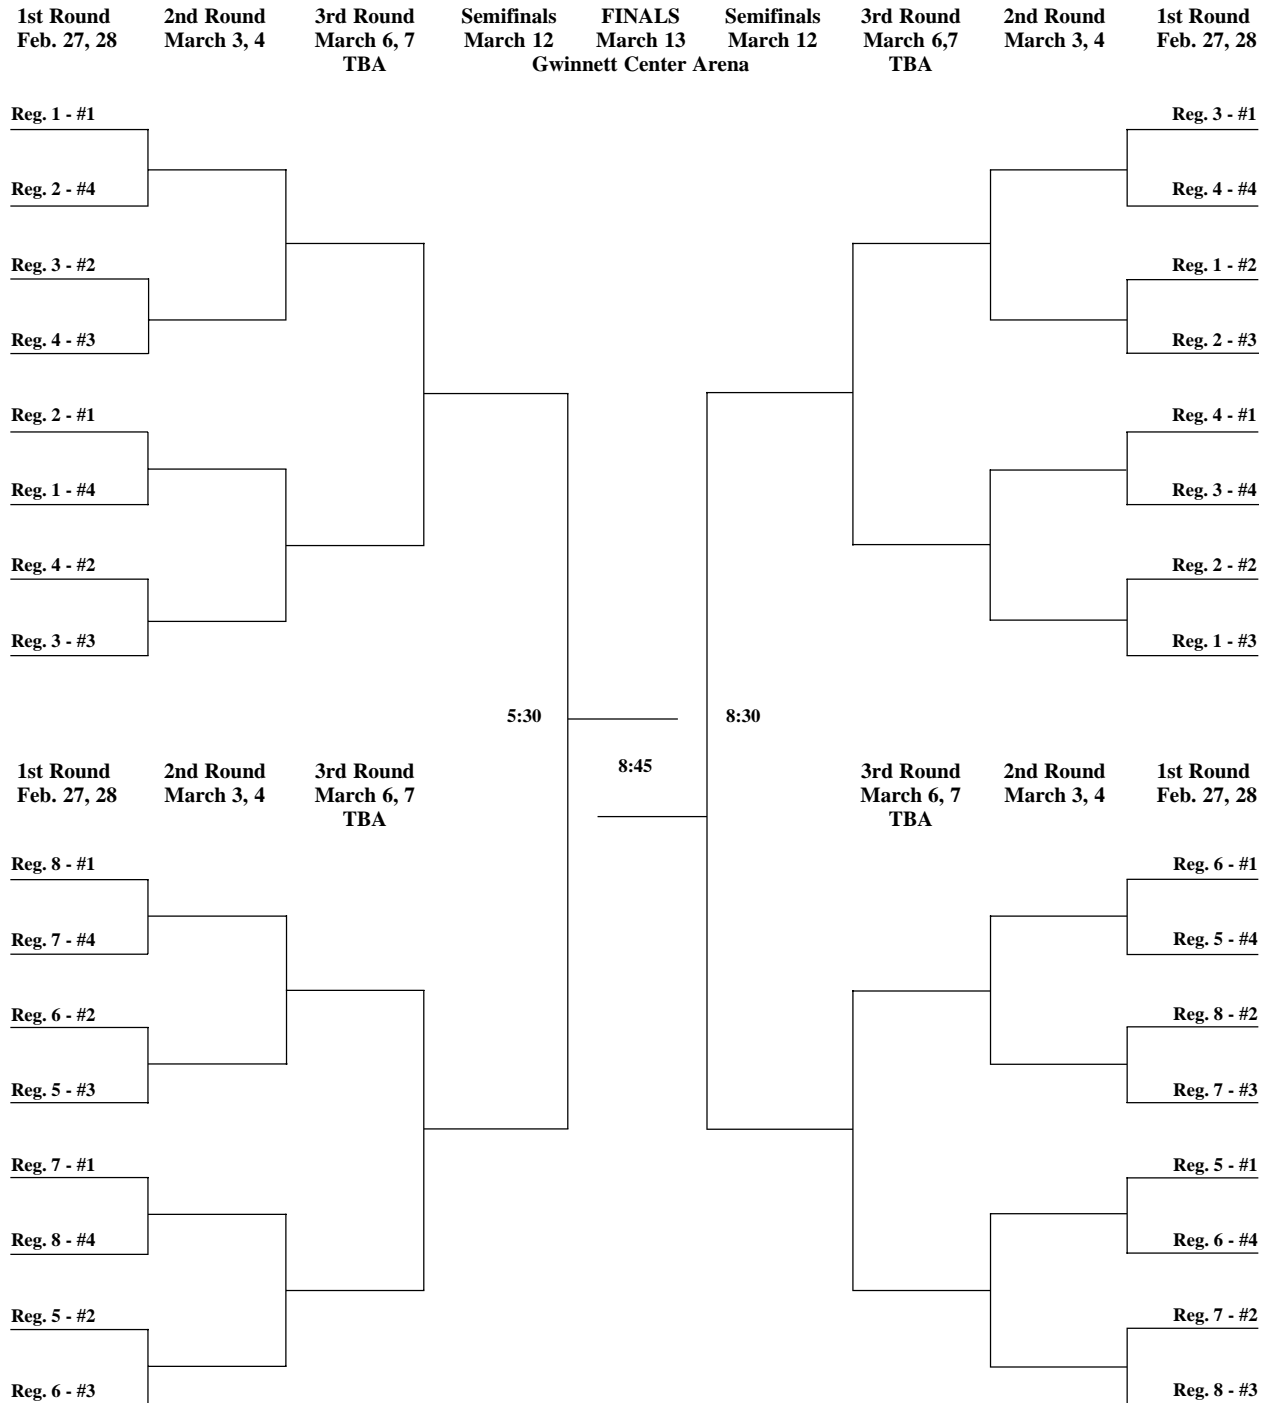 1st Round 2nd Round 3rd Round Semifinals FINALS Semifinals 3rd Round 2nd Round 1st Round
Feb. 27, 28 March 3, 4 March 6, 7 March 12 March 13 March 12 March 6,7 March 3, 4 Feb. 27, 28
TBA Gwinnett Center Arena TBA
Reg. 1 - #1 Reg. 3 - #1
Reg. 2 - #4 Reg. 4 - #4
Reg. 3 - #2 Reg. 1 - #2
Reg. 4 - #3 Reg. 2 - #3
Reg. 2 - #1 Reg. 4 - #1
Reg. 1 - #4 Reg. 3 - #4
Reg. 4 - #2 Reg. 2 - #2
Reg. 3 - #3 Reg. 1 - #3
5:30 8:30
8:45
1st Round 2nd Round 3rd Round 3rd Round 2nd Round 1st Round
Feb. 27, 28 March 3, 4 March 6, 7 March 6, 7 March 3, 4 Feb. 27, 28
TBA TBA
Reg. 8 - #1 Reg. 6 - #1
Reg. 7 - #4 Reg. 5 - #4
Reg. 6 - #2 Reg. 8 - #2
Reg. 5 - #3 Reg. 7 - #3
Reg. 7 - #1 Reg. 5 - #1
Reg. 8 - #4 Reg. 6 - #4
Reg. 5 - #2 Reg. 7 - #2
Reg. 6 - #3 Reg. 8 - #3